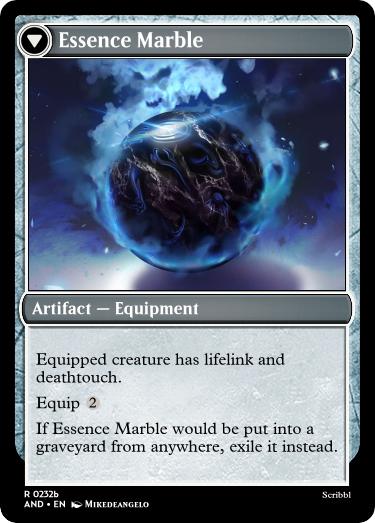 Essence Marble
Artifact — Equipment
Equipped creature has lifelink and
deathtouch.
Equip 2
If Essence Marble would be put into a
graveyard from anywhere, exile it instead.
R 0232b
Scribbl
AND • EN Mikedeangelo